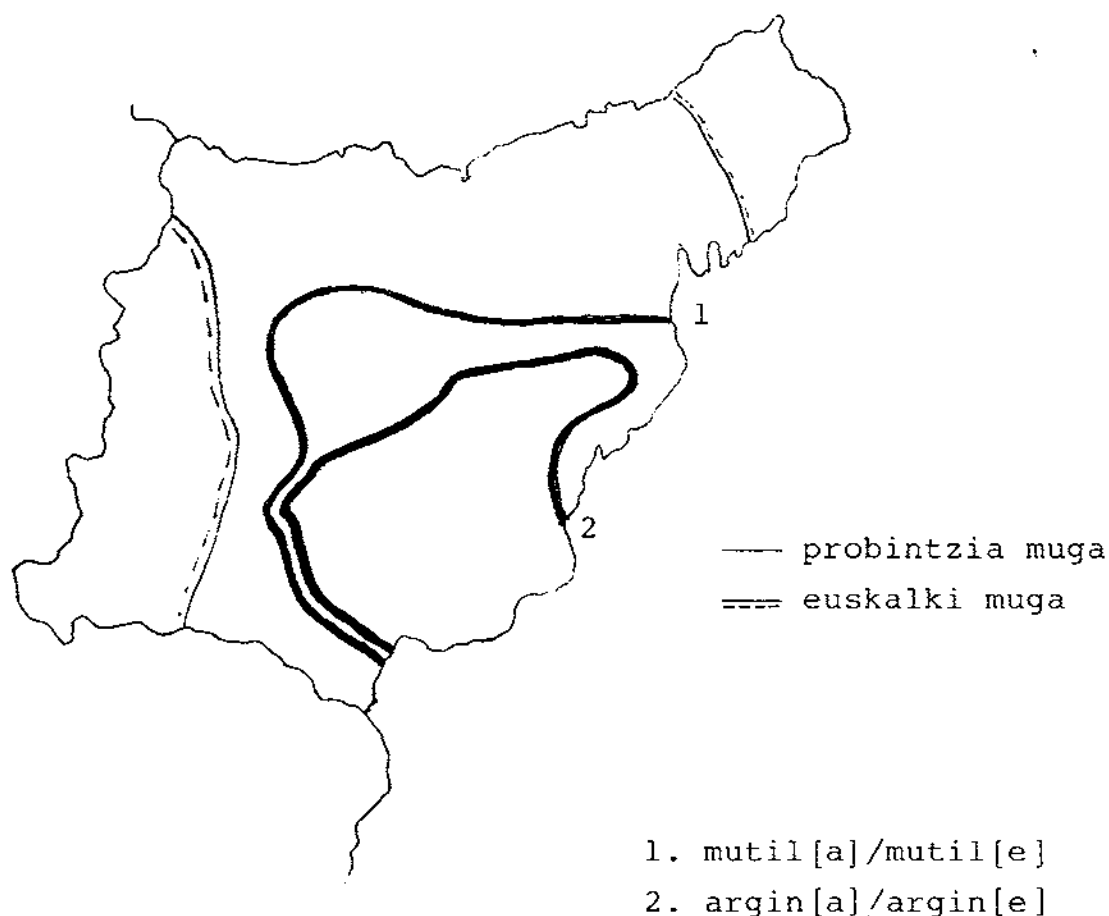 1
2
probintzia muga
euskalki muga
1. mutil[a]/mutil[e]
2. argin[a]/argin[e]